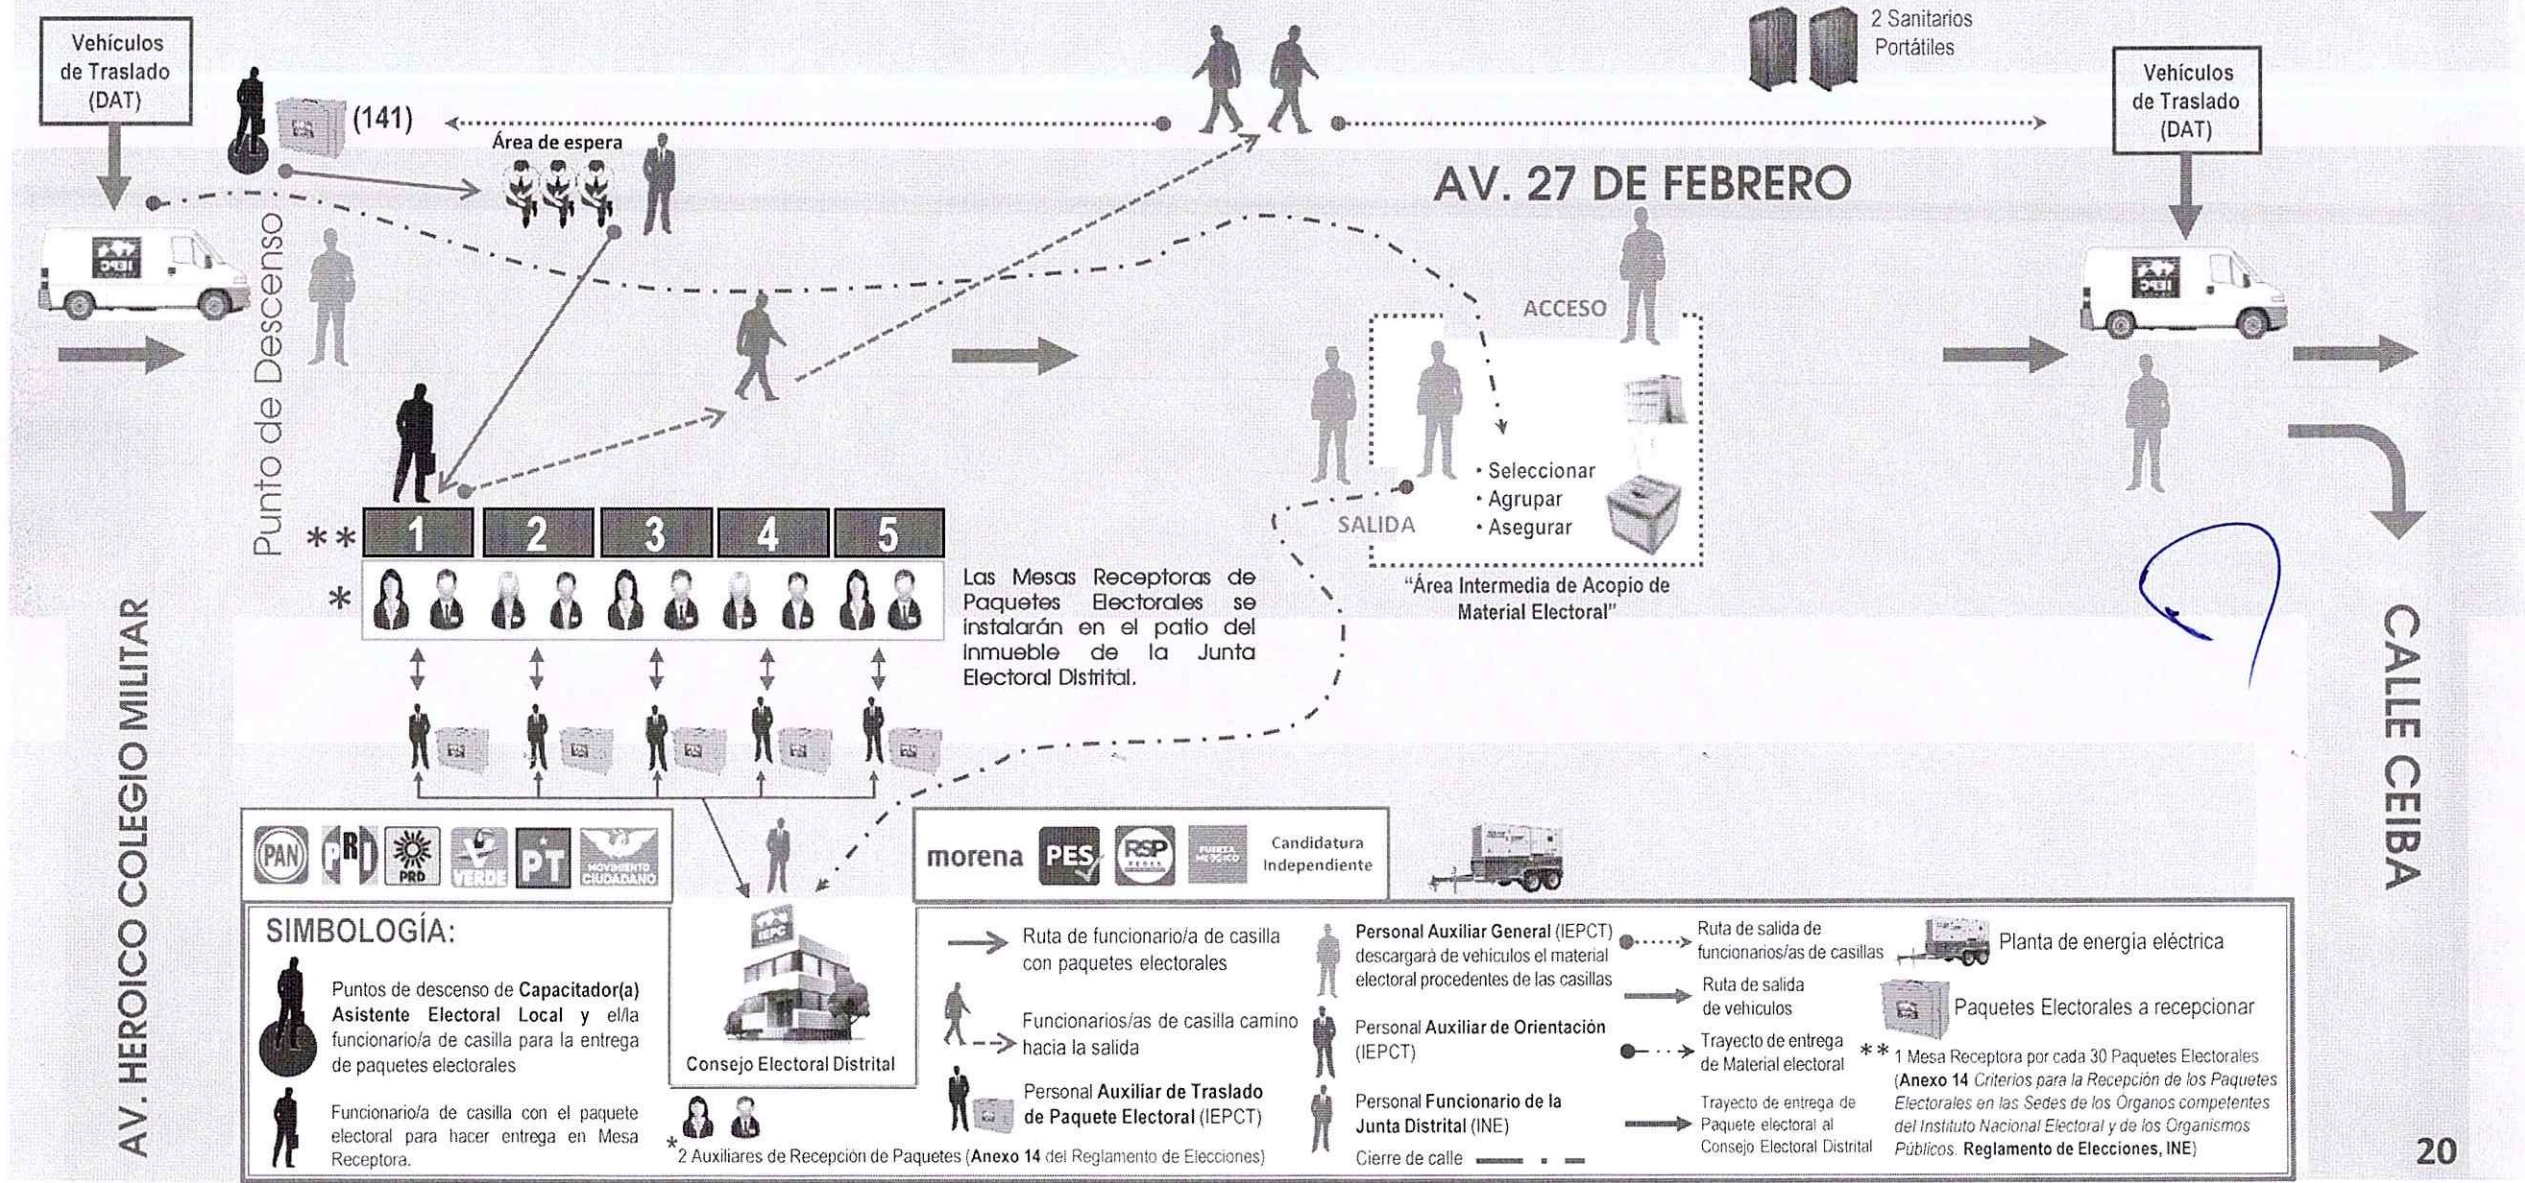 Vehículos
de Traslado
(DAT)
(141)
Área de espera
2 Sanitarios
Portátiles
Vehículos
de Traslado
(DAT)
AV. 27 DE FEBRERO
Punto de Descenso
IEPC
IEPC
ACCESO
• Seleccionar
• Agrupar
• Asegurar
SALIDA
"Área Intermedia de Acopio de
Material Electoral"
** 1 2 3 4 5
*
Las Mesas Receptoras de
Paquetes Electorales se
instalarán en el patio del
inmueble de la Junta
Electoral Distrital.
AV. HEROICO COLEGIO MILITAR
CALLE CEIBA
PAN PRI PRD VERDE PT MOVIMIENTO CIUDADANO
morena PES RSP FUERZA MÉXICO Candidatura
Independiente
SIMBOLOGÍA:
Puntos de descenso de Capacitador(a)
Asistente Electoral Local y el/la
funcionario/a de casilla para la entrega
de paquetes electorales
Funcionario/a de casilla con el paquete
electoral para hacer entrega en Mesa
Receptora.
IEPC
Consejo Electoral Distrital
*
2 Auxiliares de Recepción de Paquetes (Anexo 14 del Reglamento de Elecciones)
Ruta de funcionario/a de casilla
con paquetes electorales
Funcionarios/as de casilla camino
hacia la salida
Personal Auxiliar de Traslado
de Paquete Electoral (IEPCT)
Personal Auxiliar General (IEPCT)
descargará de vehículos el material
electoral procedentes de las casillas
Personal Auxiliar de Orientación
(IEPCT)
Personal Funcionario de la
Junta Distrital (INE)
Cierre de calle
Ruta de salida de
funcionarios/as de casillas
Ruta de salida
de vehículos
Trayecto de entrega
de Material electoral
Trayecto de entrega de
Paquete electoral al
Consejo Electoral Distrital
Planta de energía eléctrica
Paquetes Electorales a recepcionar
** 1 Mesa Receptora por cada 30 Paquetes Electorales
(Anexo 14 Criterios para la Recepción de los Paquetes
Electorales en las Sedes de los Órganos competentes
del Instituto Nacional Electoral y de los Organismos
Públicos. Reglamento de Elecciones, INE)
20